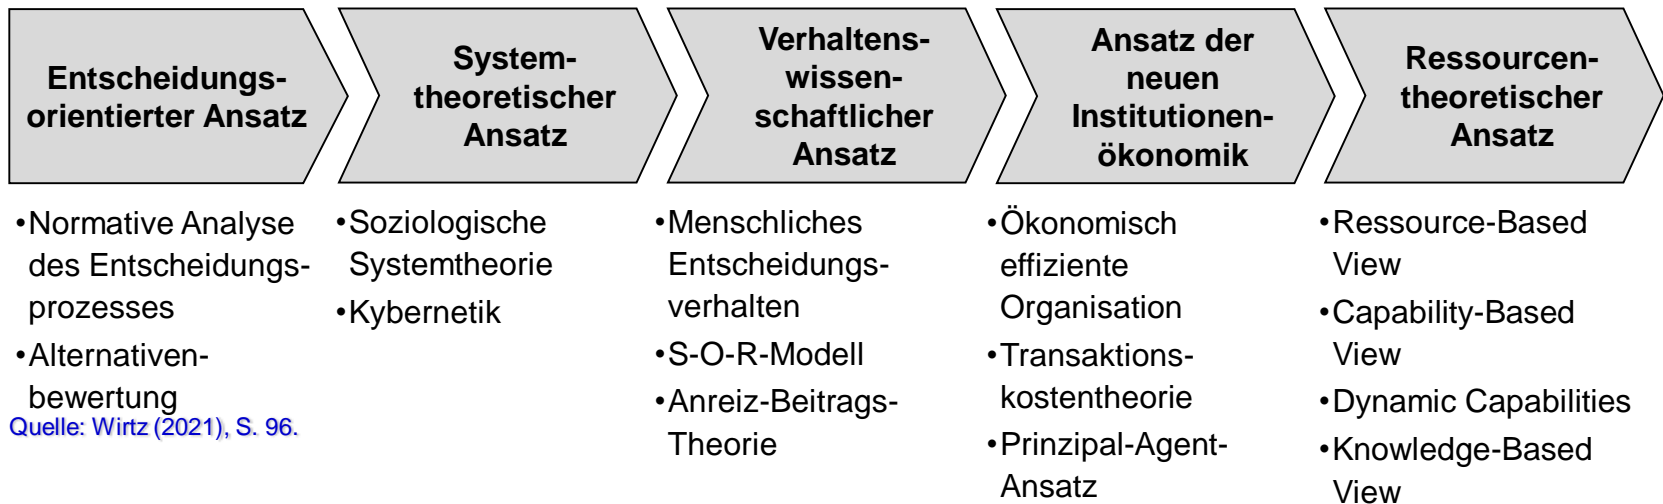 Entscheidungs-
orientierter Ansatz
System-
theoretischer
Ansatz
Verhaltens-
wissen-
schaftlicher
Ansatz
Ansatz der
neuen
Institutionen-
ökonomik
Ressourcen-
theoretischer
Ansatz
•Normative Analyse
des Entscheidungs-
prozesses
•Alternativen-
bewertung
Quelle: Wirtz (2021), S. 96.
•Soziologische
Systemtheorie
•Kybernetik
•Menschliches
Entscheidungs-
verhalten
•S-O-R-Modell
•Anreiz-Beitrags-
Theorie
•Ökonomisch
effiziente
Organisation
•Transaktions-
kostentheorie
•Prinzipal-Agent-
Ansatz
•Ressource-Based
View
•Capability-Based
View
•Dynamic Capabilities
•Knowledge-Based
View